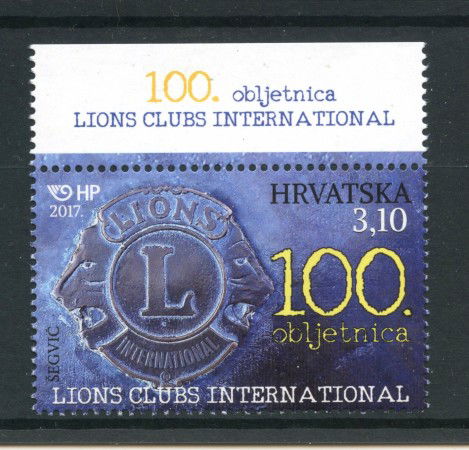 100. obljetnica
LIONS CLUBS INTERNATIONAL
HP
2017.
HRVATSKA
3,10
LIONS
L
INTERNATIONAL
100.
obljetnica
ŠEGVIĆ
LIONS CLUBS INTERNATIONAL